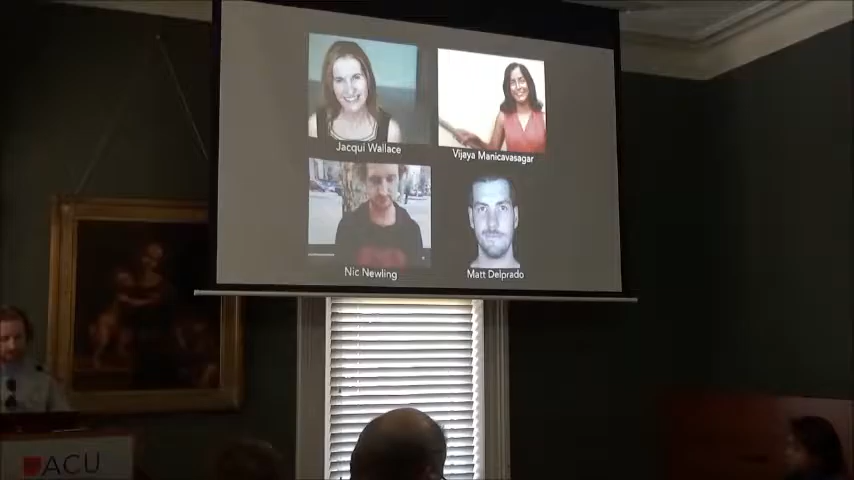 Jacqui Wallace
Vijaya Manicavasagar
Nic Newling
Matt Delprado
ACU